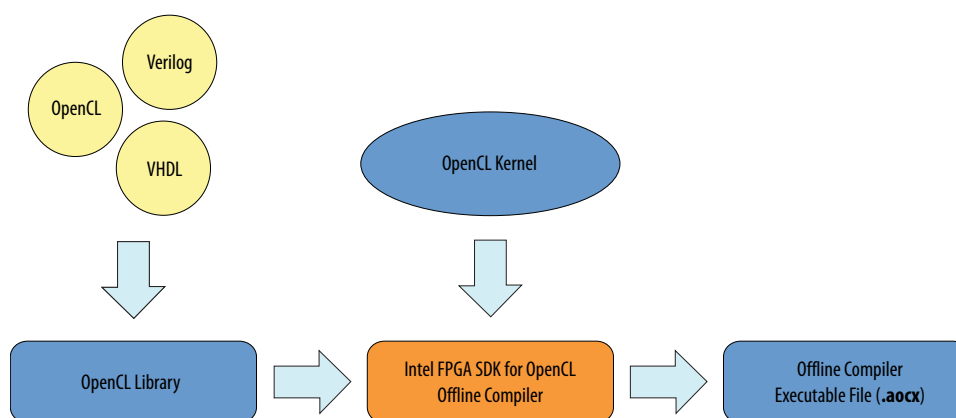 Verilog
OpenCL
VHDL
OpenCL Kernel
OpenCL Library
Intel FPGA SDK for OpenCL
Offline Compiler
Offline Compiler
Executable File (.aocx)